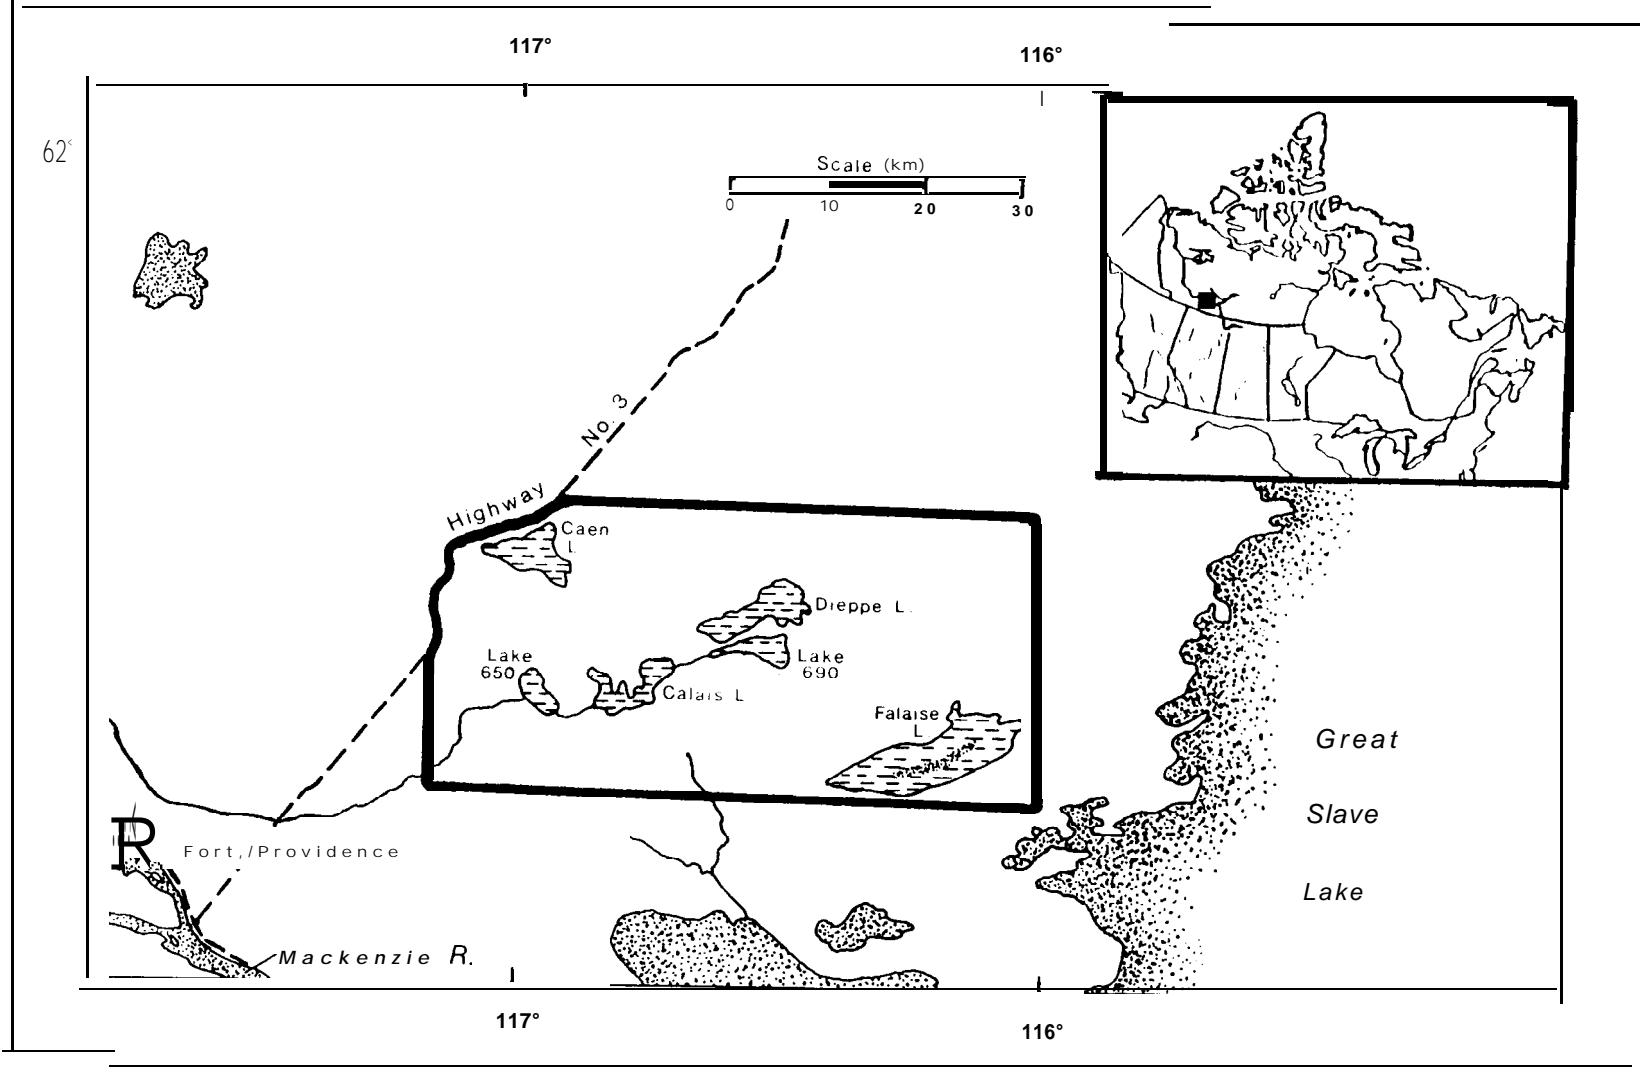 117°
116°
62°
Scale (km)
0 10 20 30
No. 3
Highway
Caen
L.
Dieppe L.
Lake
650
Lake
690
Calais L
Falaise
L
Great
Slave
Lake
R
Fort,/Providence
Mackenzie R.
117°
116°